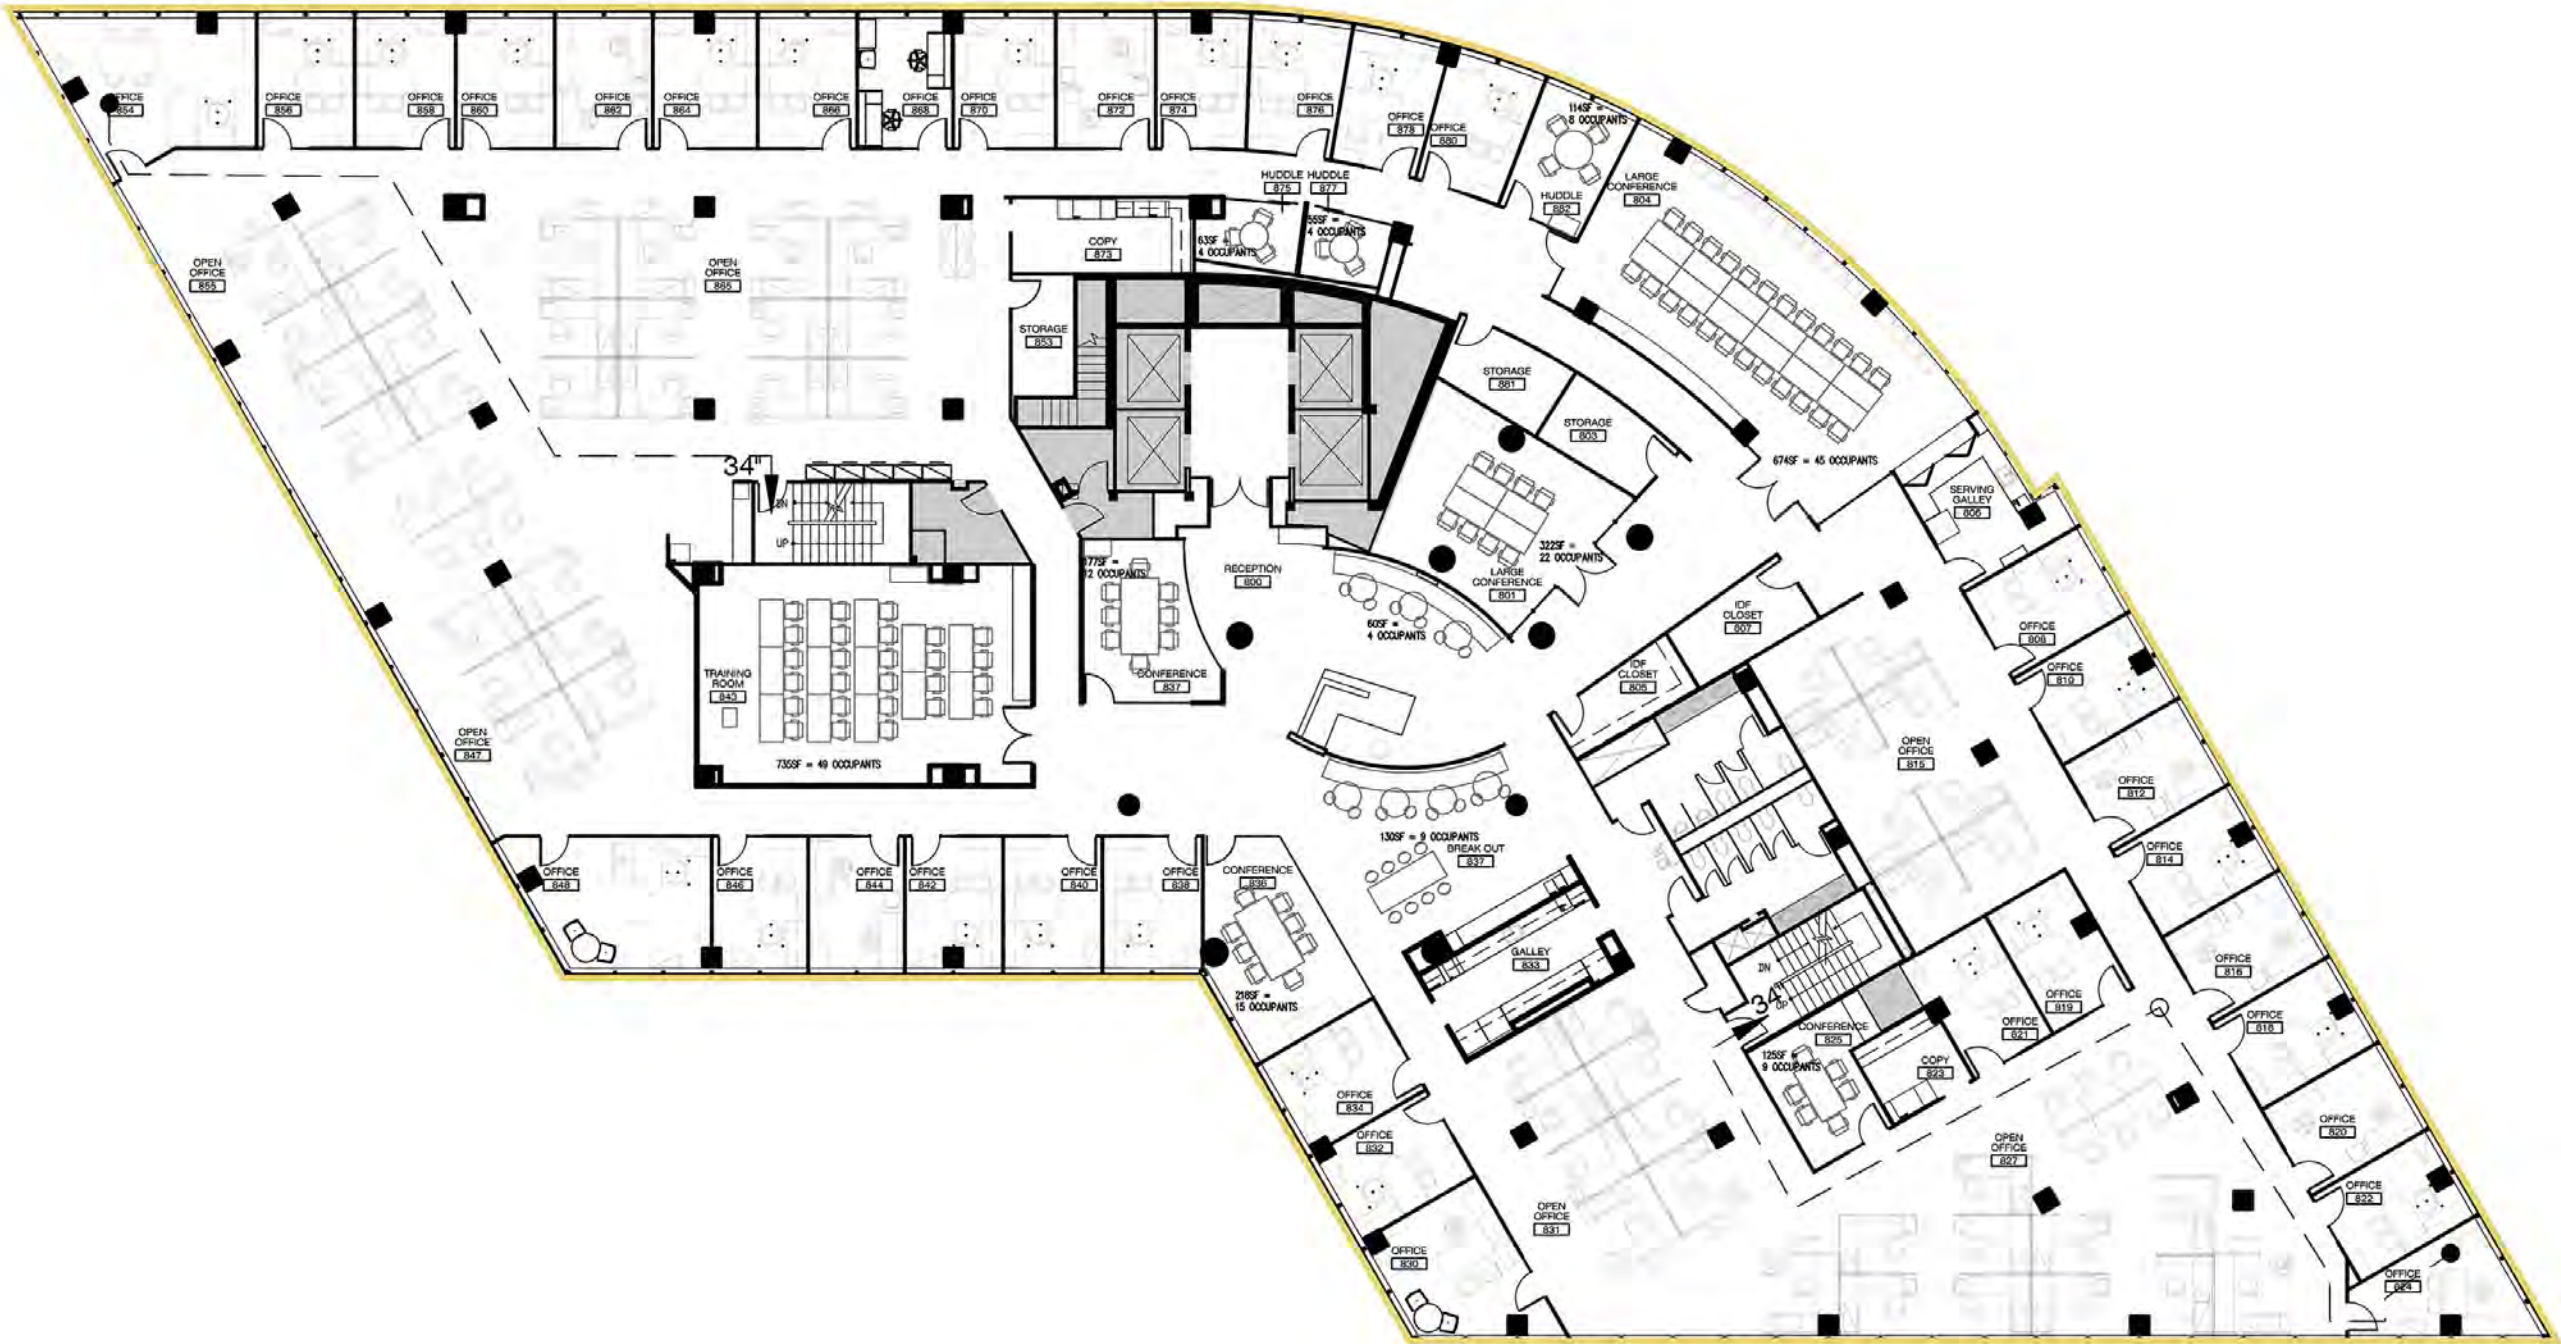 OFFICE
854
OFFICE
856
OFFICE
858
OFFICE
860
OFFICE
862
OFFICE
864
OFFICE
866
OFFICE
868
OFFICE
870
OFFICE
872
OFFICE
874
OFFICE
876
OFFICE
878
OFFICE
880
114SF =
8 OCCUPANTS
HUDDLE
882
LARGE
CONFERENCE
804
HUDDLE
875
HUDDLE
877
63SF =
4 OCCUPANTS
55SF =
4 OCCUPANTS
COPY
873
OPEN
OFFICE
855
OPEN
OFFICE
865
STORAGE
853
STORAGE
881
STORAGE
803
674SF = 45 OCCUPANTS
34"
DN
UP
SERVING
GALLEY
806
322SF =
22 OCCUPANTS
LARGE
CONFERENCE
801
177SF =
12 OCCUPANTS
RECEPTION
800
60SF =
4 OCCUPANTS
CONFERENCE
837
IDF
CLOSET
807
IDF
CLOSET
805
OFFICE
808
OFFICE
810
TRAINING
ROOM
843
735SF = 49 OCCUPANTS
OPEN
OFFICE
847
OPEN
OFFICE
815
OFFICE
812
OFFICE
814
130SF = 9 OCCUPANTS
BREAK OUT
837
OFFICE
848
OFFICE
846
OFFICE
844
OFFICE
842
OFFICE
840
OFFICE
838
CONFERENCE
836
218SF =
15 OCCUPANTS
GALLEY
833
DN
UP
34"
OFFICE
816
OFFICE
818
OFFICE
819
OFFICE
821
CONFERENCE
825
125SF =
9 OCCUPANTS
COPY
823
OFFICE
834
OFFICE
832
OFFICE
820
OPEN
OFFICE
827
OFFICE
822
OPEN
OFFICE
831
OFFICE
830
OFFICE
824